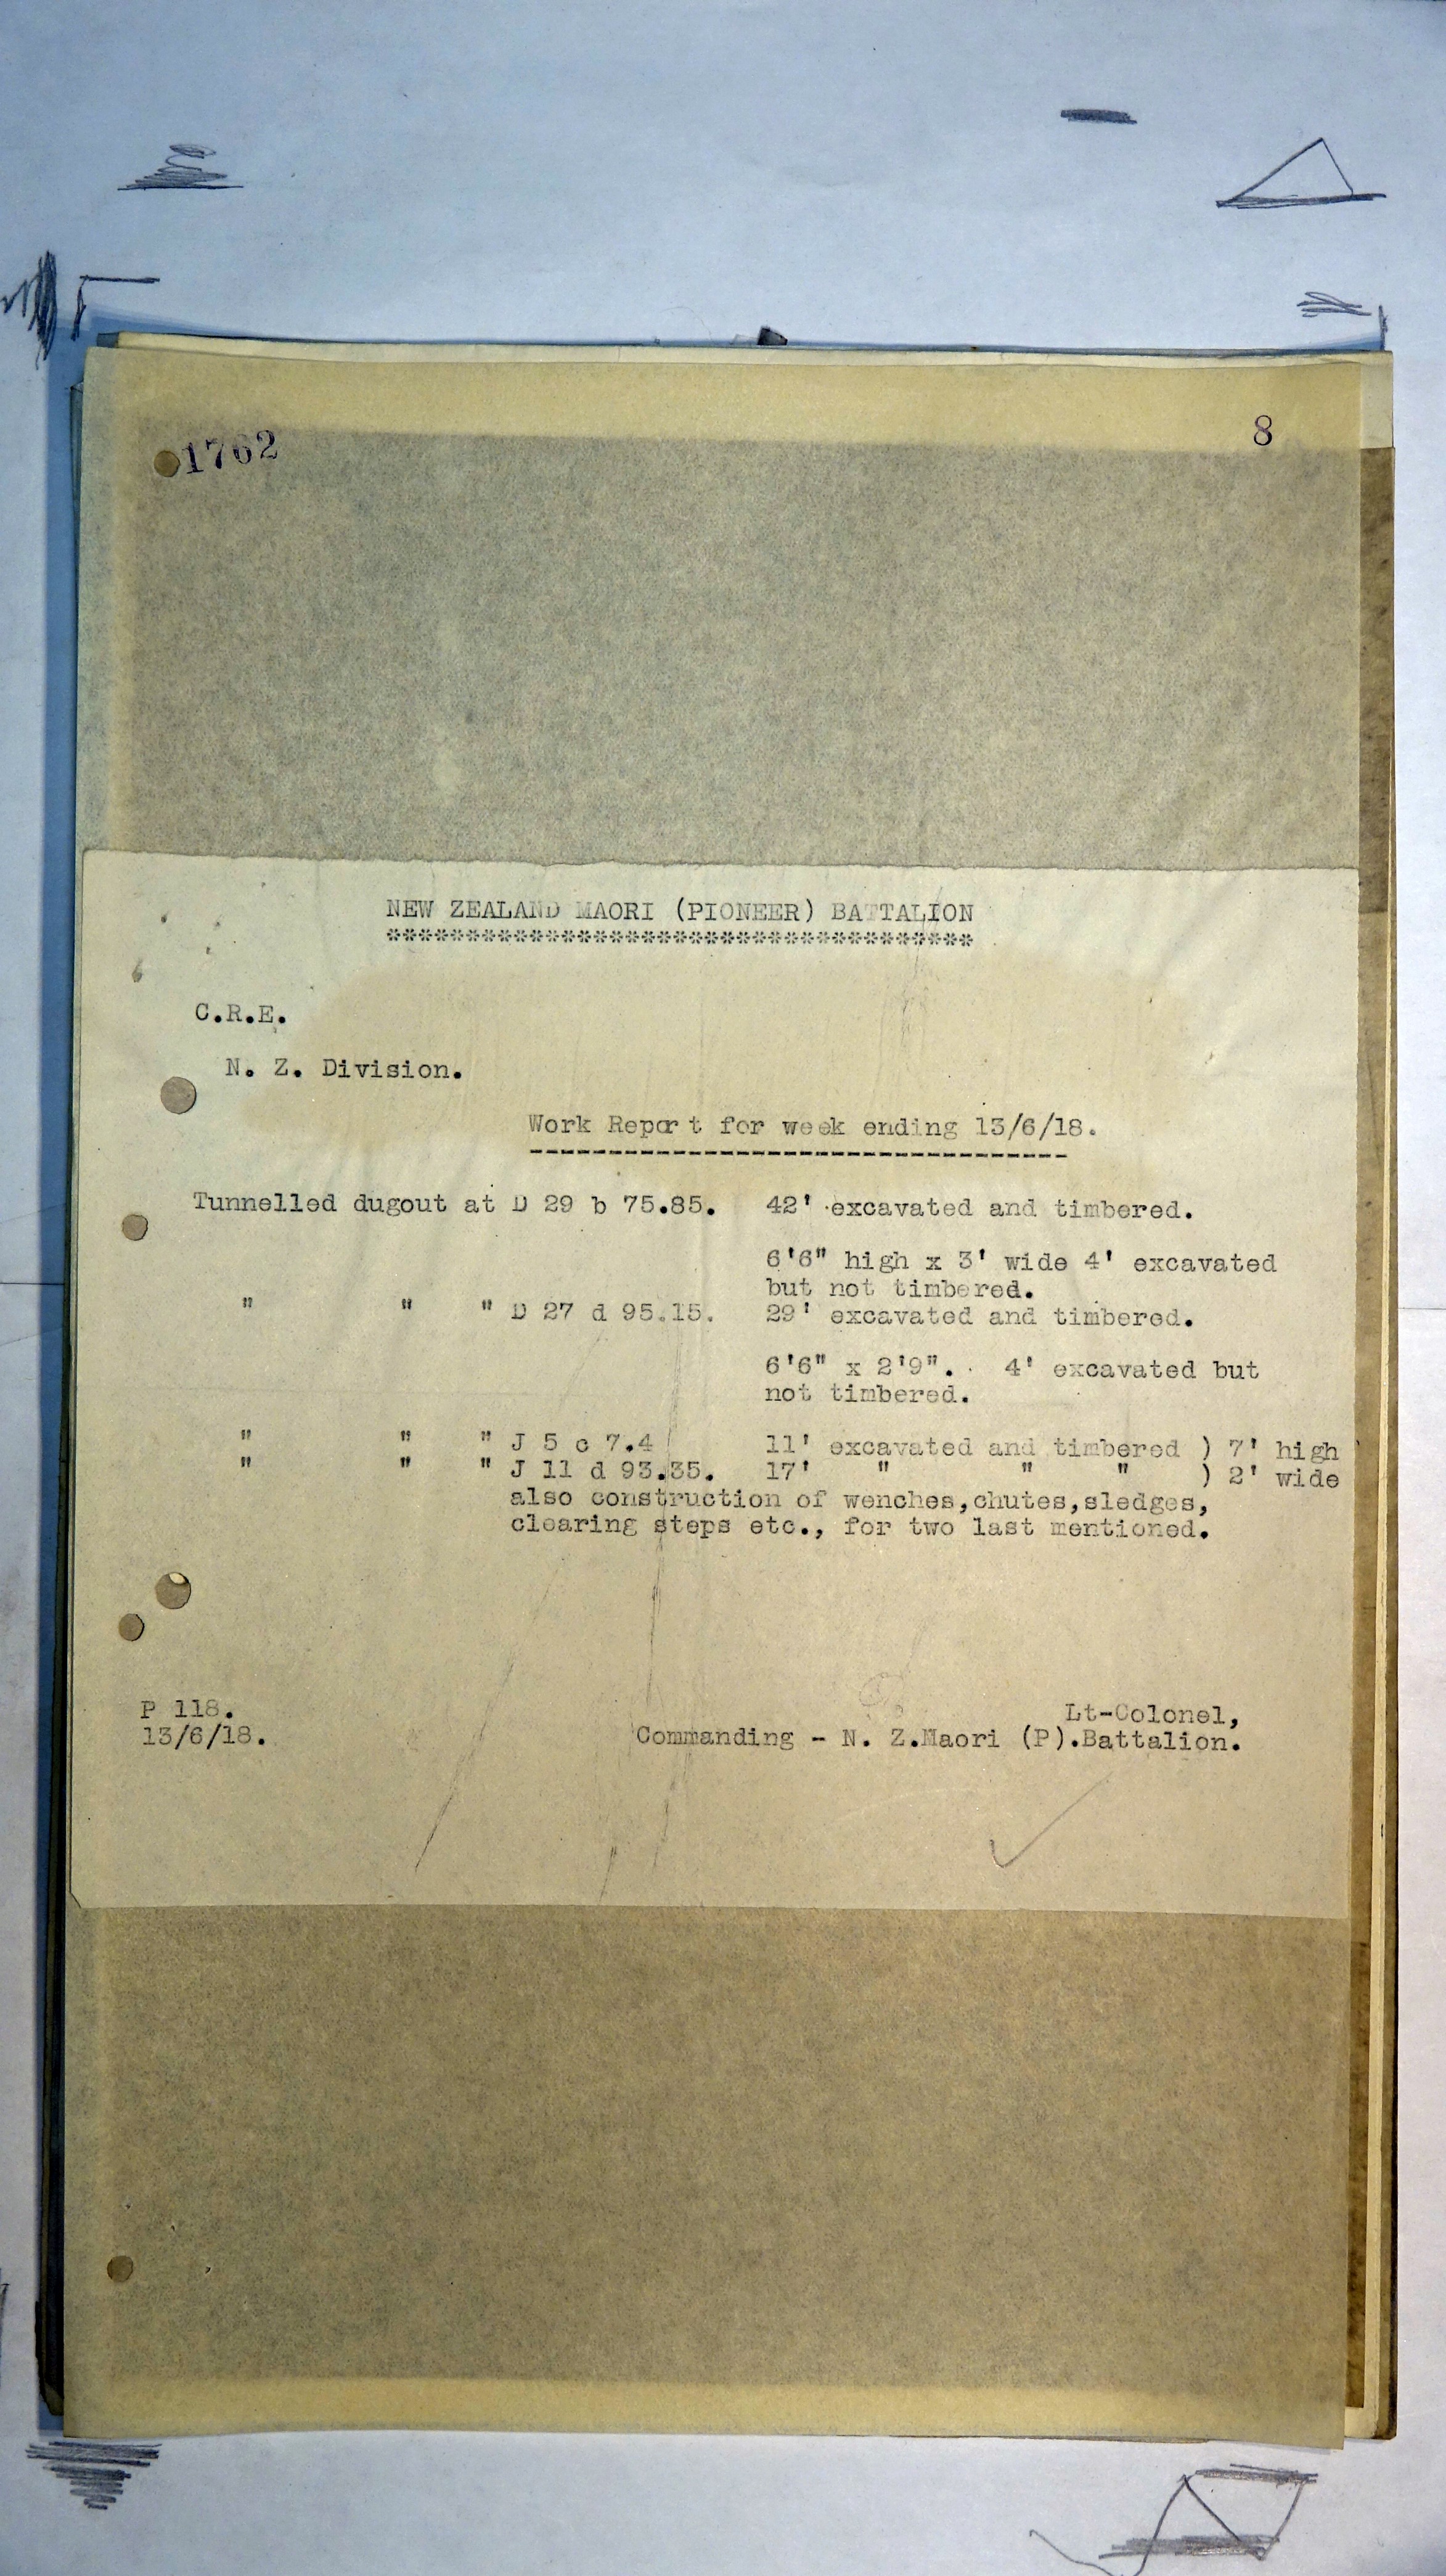 1762 8
NEW ZEALAND MAORI (PIONEER) BATTALION
*************************************
C.R.E.
N. Z. Division.
Work Report for week ending 13/6/18.
----------------------------------
Tunnelled dugout at D 29 b 75.85. 42' excavated and timbered.
6'6" high x 3' wide 4' excavated
but not timbered.
" " " D 27 d 95.15. 29' excavated and timbered.
6'6" x 2'9". 4' excavated but
not timbered.
" " " J 5 c 7.4 11' excavated and timbered ) 7' high
" " " J 11 d 93.35. 17' " " " ) 2' wide
also construction of wenches,chutes,sledges,
clearing steps etc., for two last mentioned.
P 118. Lt-Colonel,
13/6/18. Commanding - N. Z.Maori (P).Battalion.